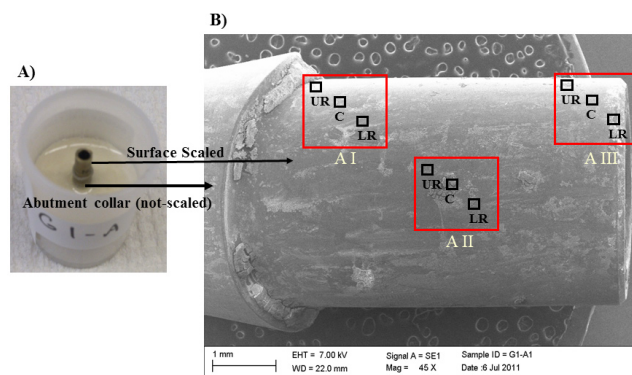 A)
B)
Surface Scaled
Abutment collar (not-scaled)
G1-A
UR
C
LR
A I
UR
C
LR
A II
UR
C
LR
A III
1 mm
EHT = 7.00 kV
WD = 22.0 mm
Signal A = SE1
Mag = 45 X
Sample ID = G1-A1
Date :6 Jul 2011